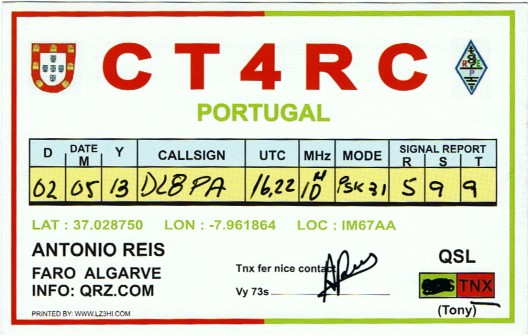 CT4RC
PORTUGAL
D DATE M Y CALLSIGN UTC MHz MODE SIGNAL REPORT R S T
02 05 13 DL8PA 16,22 10 PSK31 5 9 9
LAT : 37.028750 LON : -7.961864 LOC : IM67AA
ANTONIO REIS
FARO ALGARVE
INFO: QRZ.COM
Tnx fer nice contact
Vy 73s
QSL
TNX
(Tony)
PRINTED BY: WWW.LZ3HI.COM